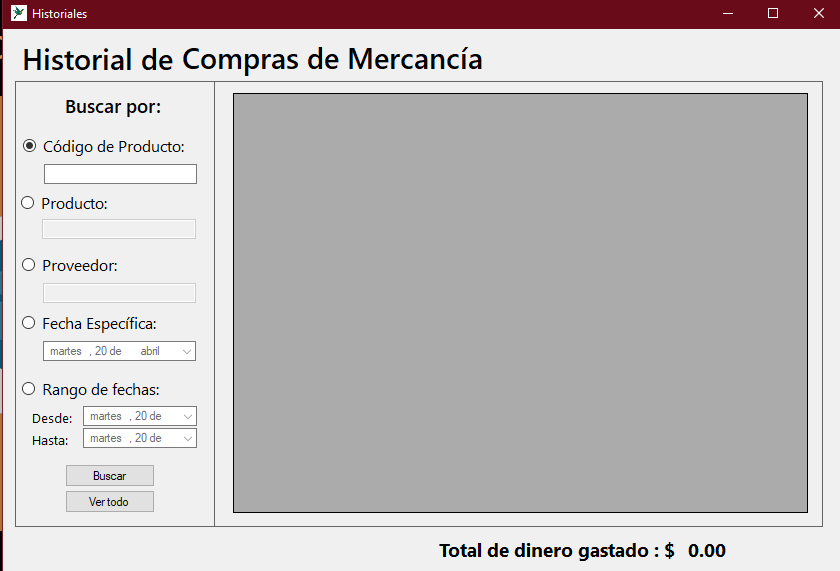 Historiales
Historial de Compras de Mercancía
Buscar por:
Código de Producto:
Producto:
Proveedor:
Fecha Específica:
martes , 20 de abril
Rango de fechas:
Desde: martes , 20 de
Hasta: martes , 20 de
Buscar
Ver todo
Total de dinero gastado : $ 0.00